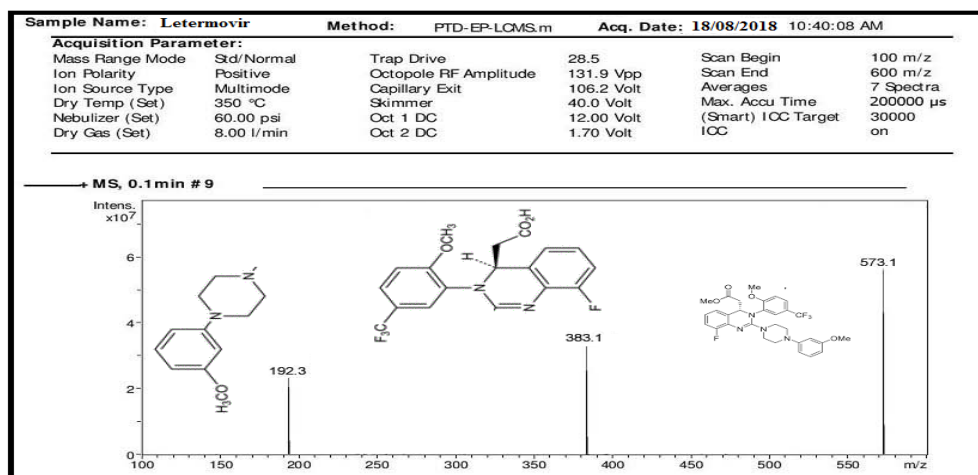 Sample Name: Letermovir Method: PTD-EP-LCMS.m Acq. Date: 18/08/2018 10:40:08 AM
Acquisition Parameter:
Mass Range Mode Std/Normal Trap Drive 28.5 Scan Begin 100 m/z
Ion Polarity Positive Octopole RF Amplitude 131.9 Vpp Scan End 600 m/z
Ion Source Type Multimode Capillary Exit 106.2 Volt Averages 7 Spectra
Dry Temp (Set) 350 °C Skimmer 40.0 Volt Max. Accu Time 200000 µs
Nebulizer (Set) 60.00 psi Oct 1 DC 12.00 Volt (Smart) ICC Target 30000
Dry Gas (Set) 8.00 l/min Oct 2 DC 1.70 Volt ICC on
+ MS, 0.1min # 9
Intens.
x10⁷
6
4
2
0
N
N
H₃CO
192.3
OCH₃
CO₂H
H
N
N
F
F₃C
383.1
573.1
O
MeO
OMe
N
CF₃
N
N
N
F
OMe
100 150 200 250 300 350 400 450 500 550 m/z